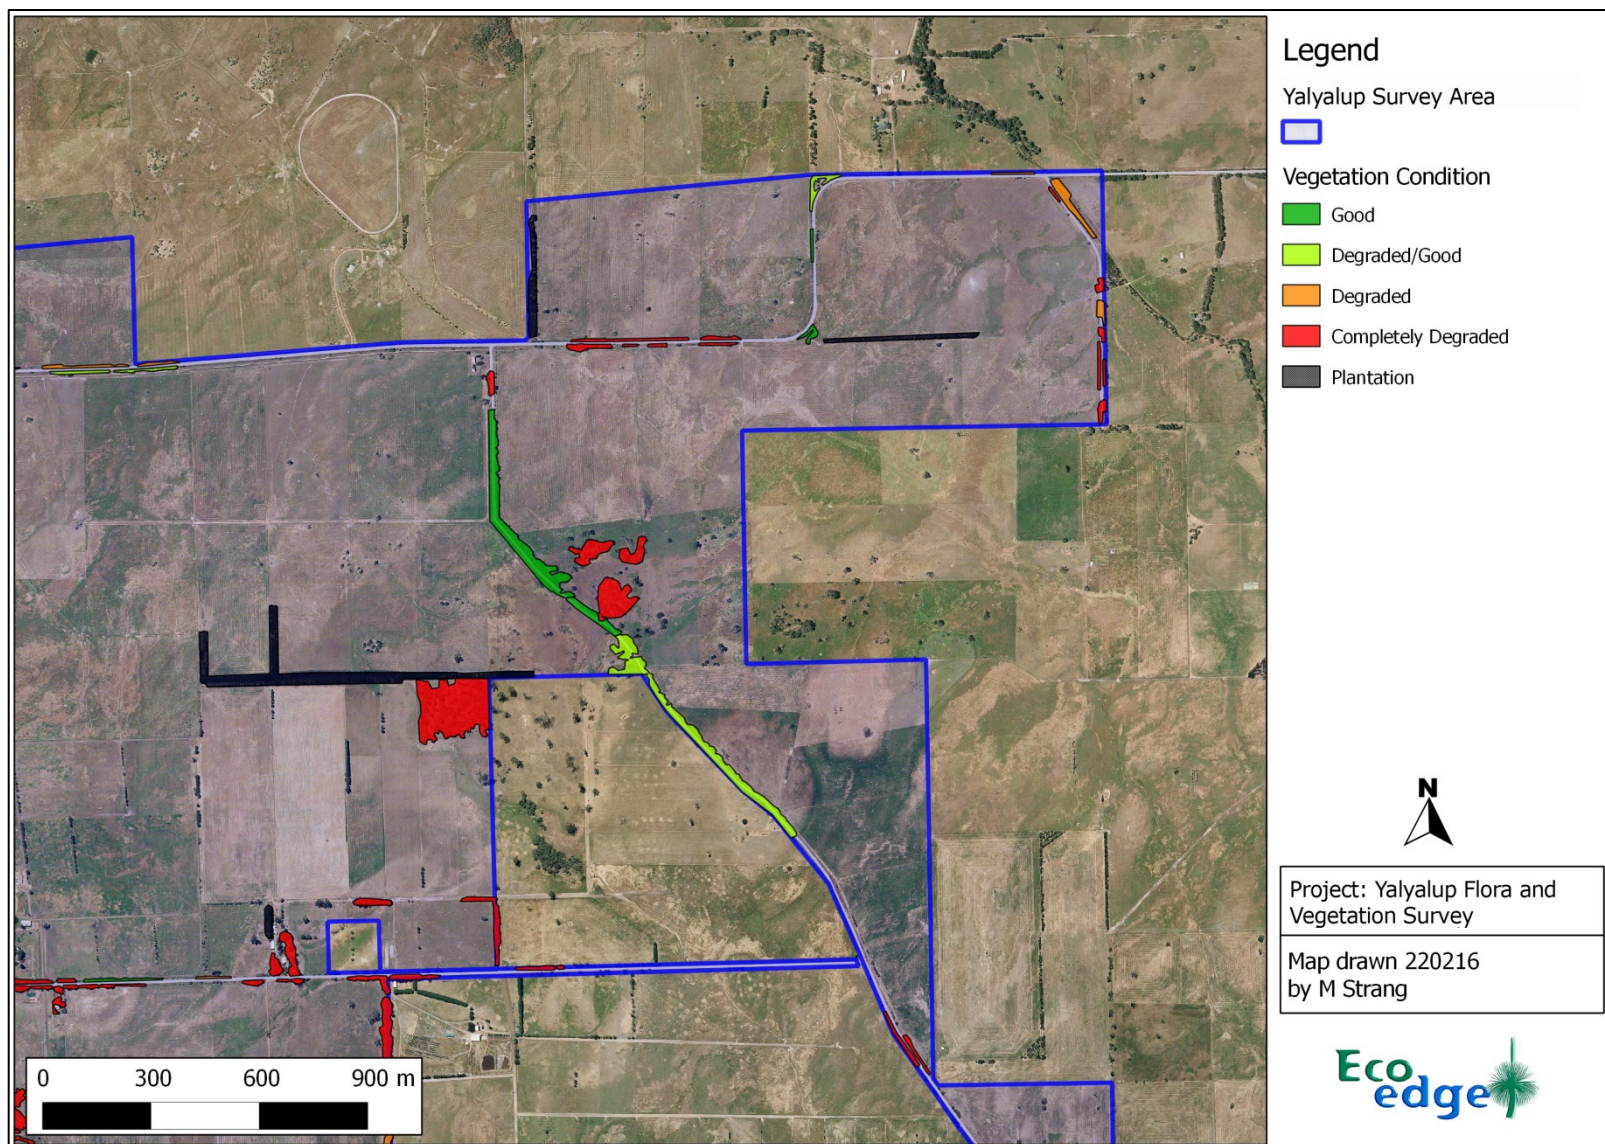 Legend
Yalyalup Survey Area
Vegetation Condition
Good
Degraded/Good
Degraded
Completely Degraded
Plantation
N
Project: Yalyalup Flora and
Vegetation Survey
Map drawn 220216
by M Strang
0 300 600 900 m
Eco
edge